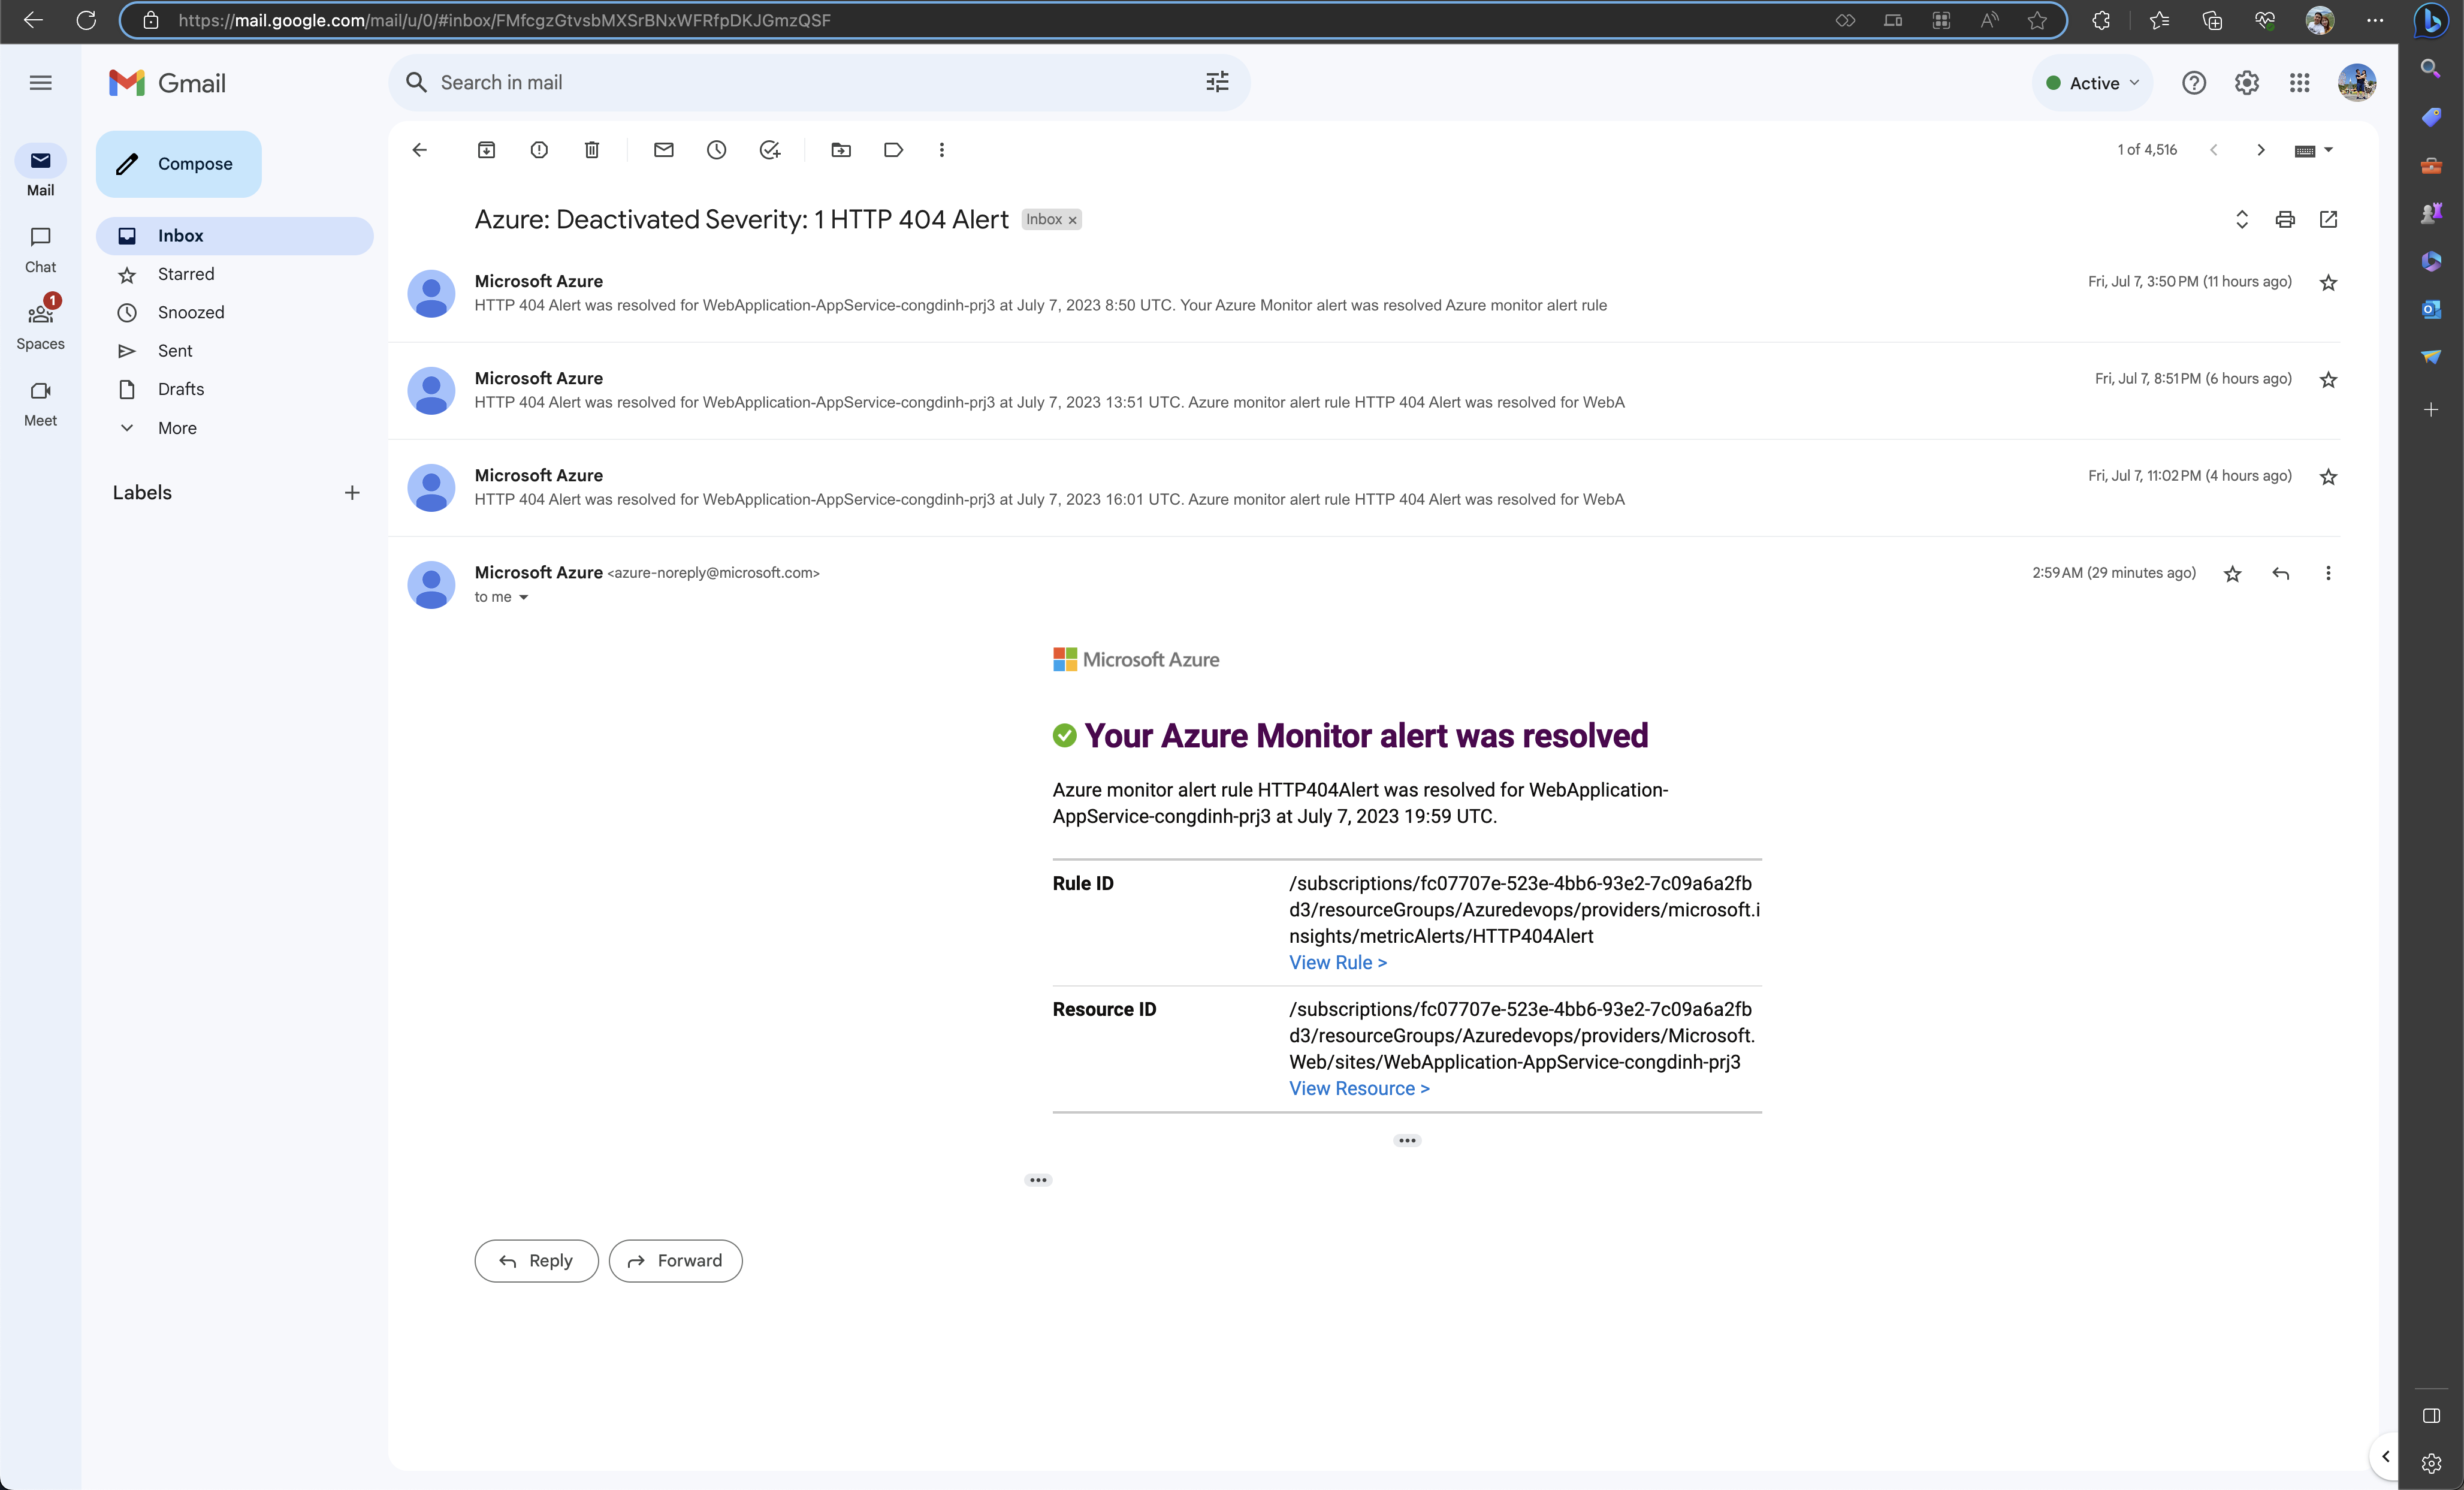 https://mail.google.com/mail/u/0/#inbox/FMfcgzGtvsbMXSrBNxWFRfpDKJGmzQSF
Gmail
Search in mail
Active
Compose
Mail
1 of 4,516
Azure: Deactivated Severity: 1 HTTP 404 Alert
Inbox ×
Inbox
Chat
Starred
Microsoft Azure
Fri, Jul 7, 3:50 PM (11 hours ago)
HTTP 404 Alert was resolved for WebApplication-AppService-congdinh-prj3 at July 7, 2023 8:50 UTC. Your Azure Monitor alert was resolved Azure monitor alert rule
1
Snoozed
Spaces
Sent
Microsoft Azure
Fri, Jul 7, 8:51 PM (6 hours ago)
HTTP 404 Alert was resolved for WebApplication-AppService-congdinh-prj3 at July 7, 2023 13:51 UTC. Azure monitor alert rule HTTP 404 Alert was resolved for WebA
Drafts
Meet
More
Microsoft Azure
Fri, Jul 7, 11:02 PM (4 hours ago)
HTTP 404 Alert was resolved for WebApplication-AppService-congdinh-prj3 at July 7, 2023 16:01 UTC. Azure monitor alert rule HTTP 404 Alert was resolved for WebA
Labels
Microsoft Azure <azure-noreply@microsoft.com>
2:59 AM (29 minutes ago)
to me
Microsoft Azure
Your Azure Monitor alert was resolved
Azure monitor alert rule HTTP404Alert was resolved for WebApplication-
AppService-congdinh-prj3 at July 7, 2023 19:59 UTC.
Rule ID
/subscriptions/fc07707e-523e-4bb6-93e2-7c09a6a2fb
d3/resourceGroups/Azuredevops/providers/microsoft.i
nsights/metricAlerts/HTTP404Alert
View Rule >
Resource ID
/subscriptions/fc07707e-523e-4bb6-93e2-7c09a6a2fb
d3/resourceGroups/Azuredevops/providers/Microsoft.
Web/sites/WebApplication-AppService-congdinh-prj3
View Resource >
Reply
Forward